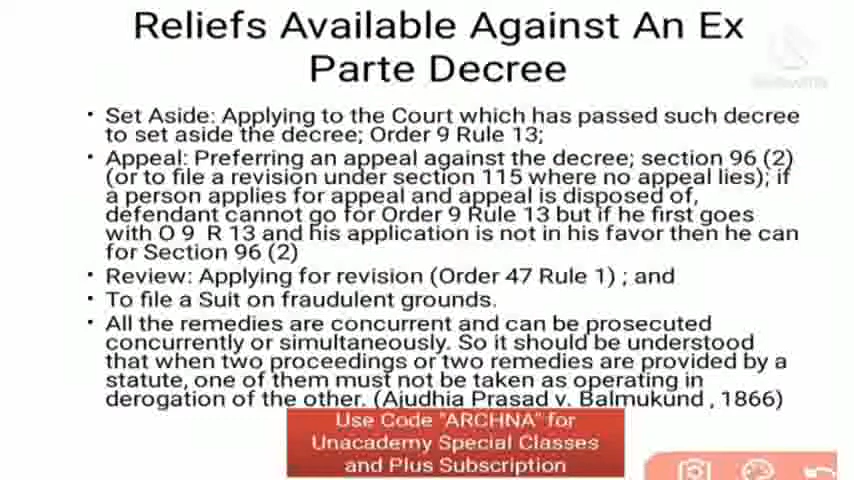 Reliefs Available Against An Ex
Parte Decree
• Set Aside: Applying to the Court which has passed such decree
to set aside the decree; Order 9 Rule 13;
• Appeal: Preferring an appeal against the decree; section 96 (2)
(or to file a revision under section 115 where no appeal lies); if
a person applies for appeal and appeal is disposed of,
defendant cannot go for Order 9 Rule 13 but if he first goes
with O 9 R 13 and his application is not in his favor then he can
for Section 96 (2)
• Review: Applying for revision (Order 47 Rule 1) ; and
• To file a Suit on fraudulent grounds.
• All the remedies are concurrent and can be prosecuted
concurrently or simultaneously. So it should be understood
that when two proceedings or two remedies are provided by a
statute, one of them must not be taken as operating in
derogation of the other. (Ajudhia Prasad v. Balmukund , 1866)
Use Code "ARCHNA" for
Unacademy Special Classes
and Plus Subscription